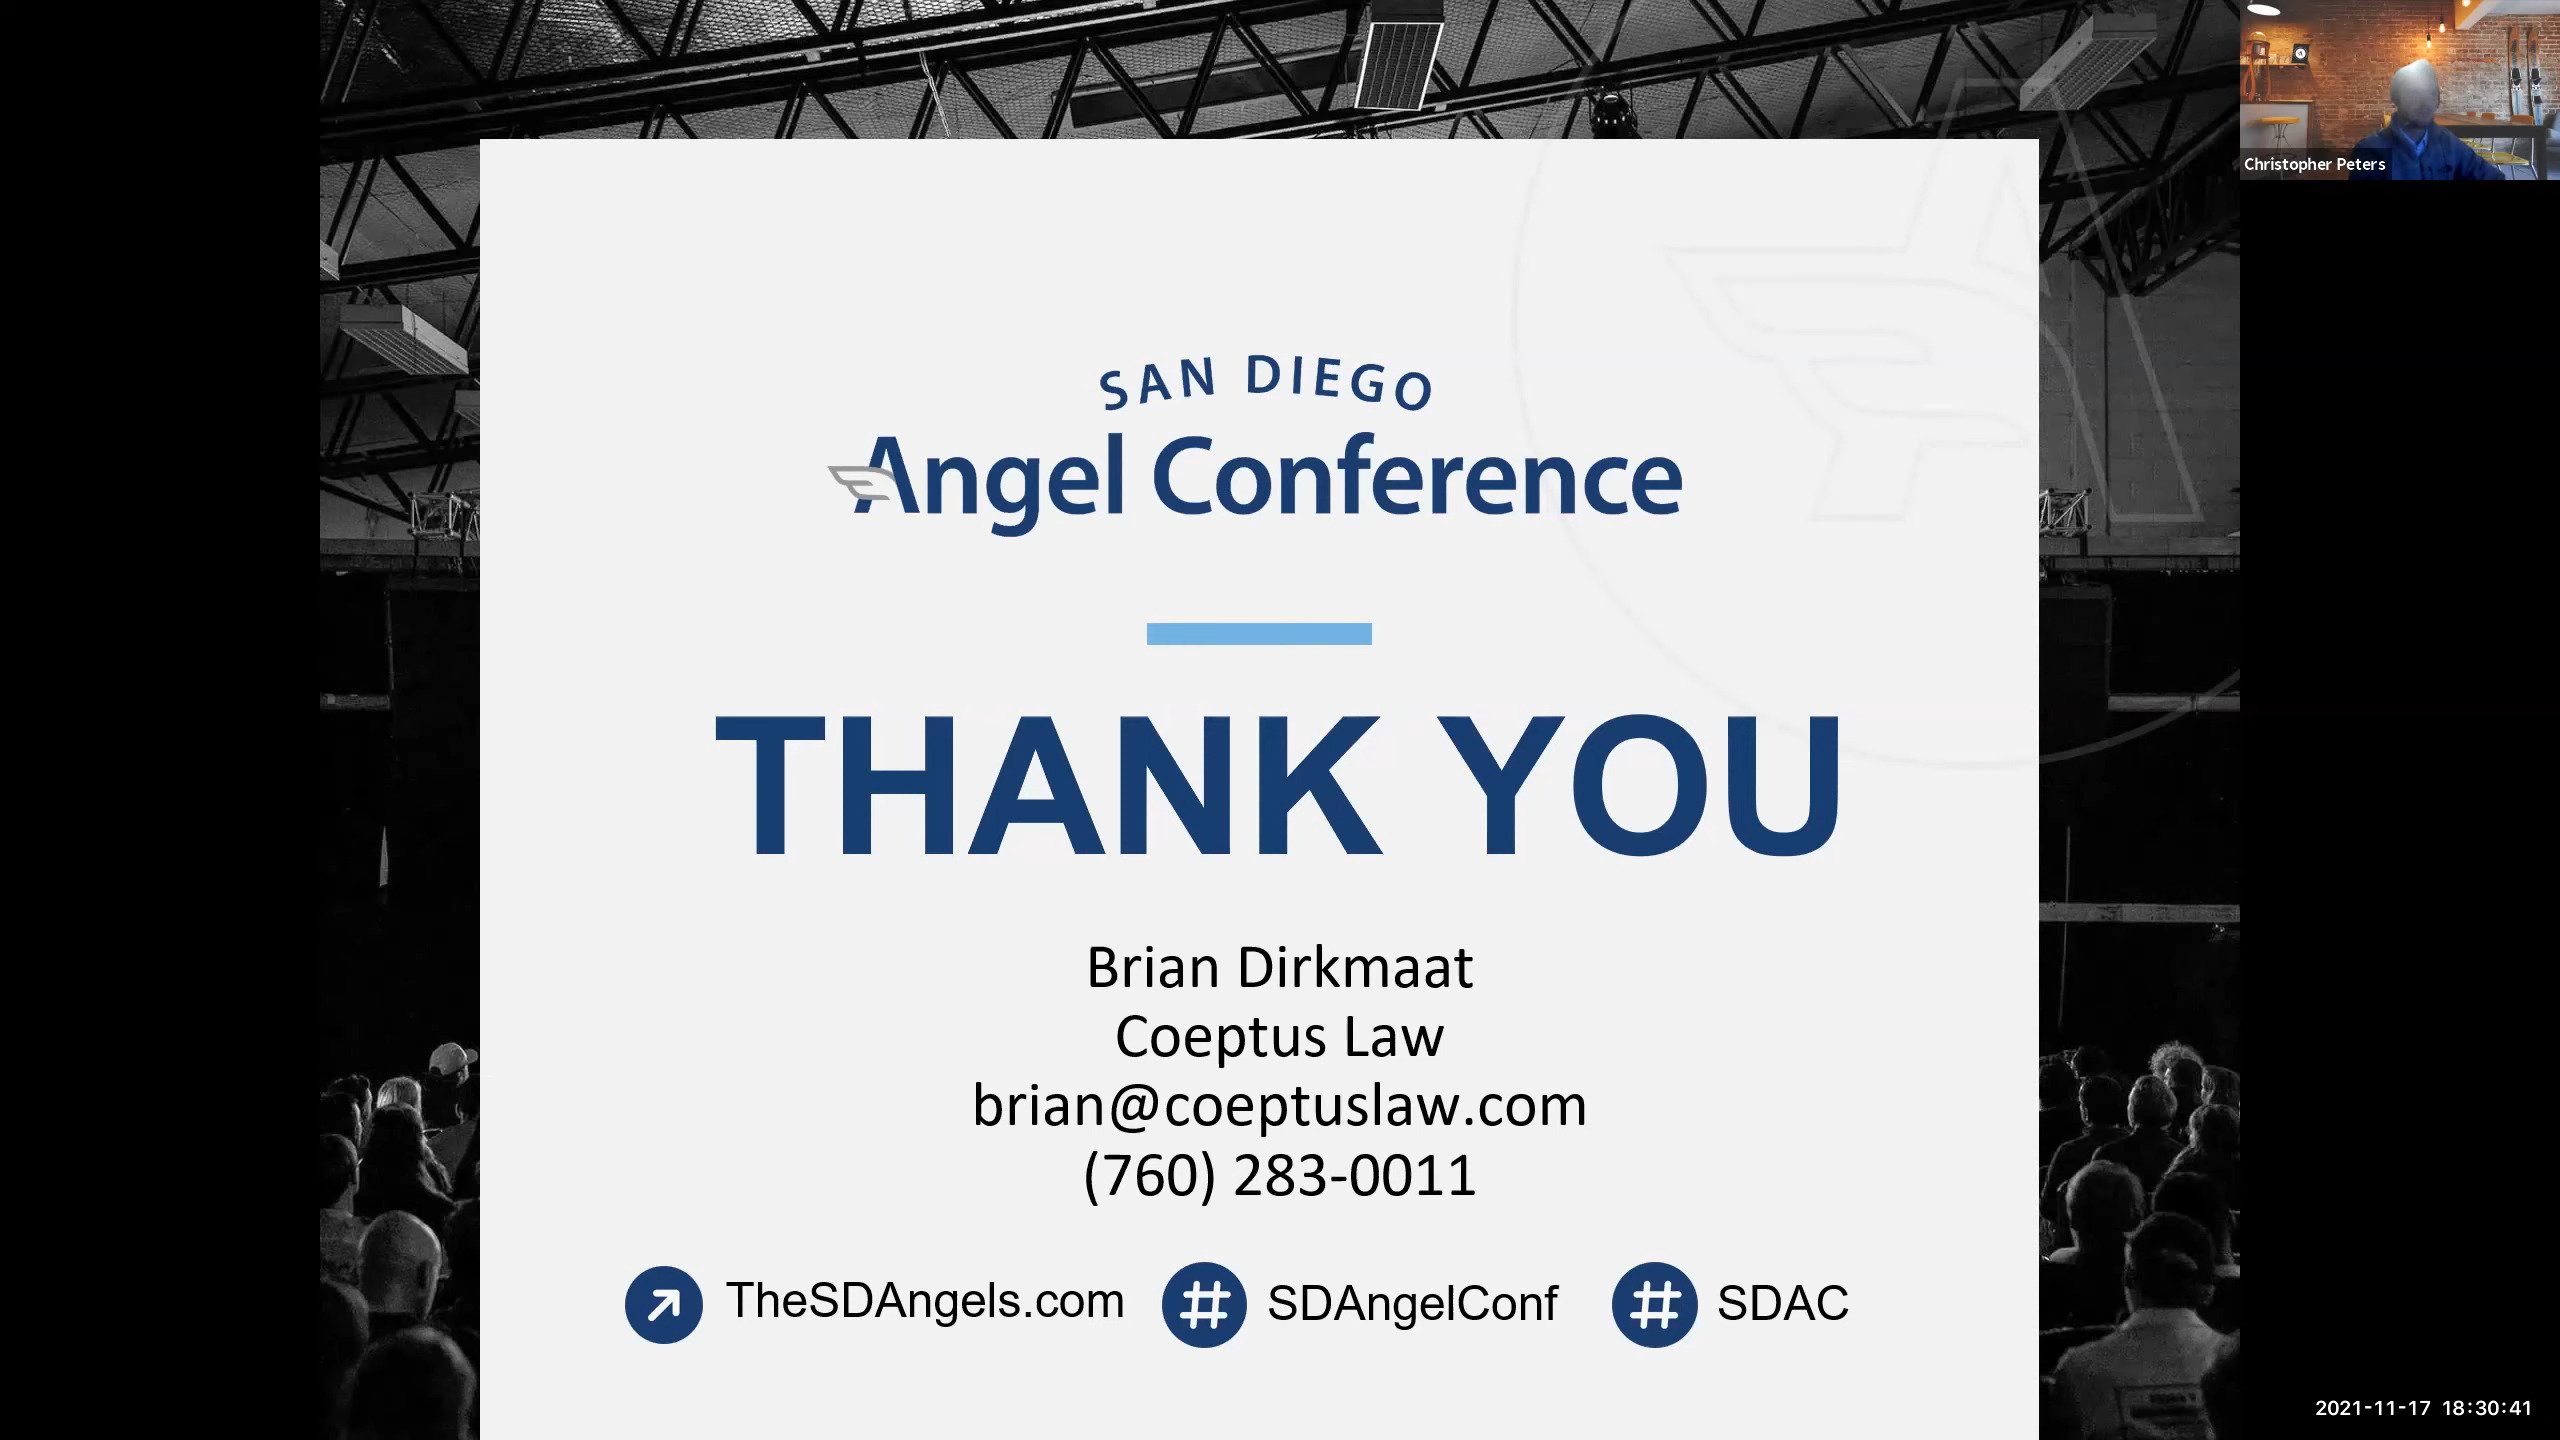 Christopher Peters
SAN DIEGO
Angel Conference
THANK YOU
Brian Dirkmaat
Coeptus Law
brian@coeptuslaw.com
(760) 283-0011
TheSDAngels.com # SDAngelConf # SDAC
2021-11-17 18:30:41